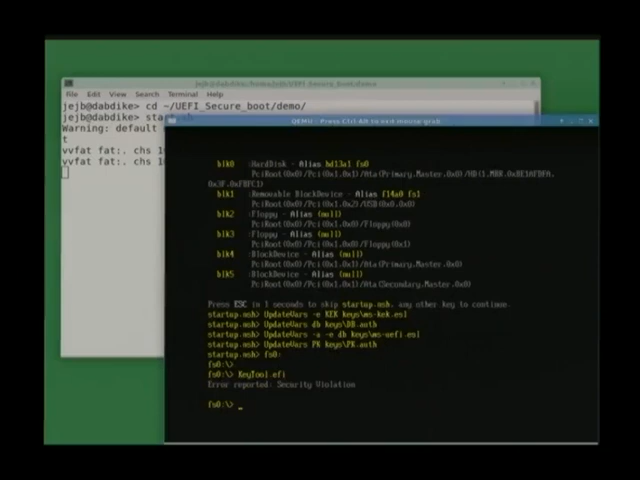 jejb@dabdike:/home/jejb/UEFI_Secure_boot/demo
File Edit View Search Terminal Help
jejb@dabdike> cd ~/UEFI_Secure_boot/demo/
jejb@dabdike>
Warning: default
t
vvfat fat:. chs 1
vvfat fat:. chs 1
QEMU - Press Ctrl-Alt to exit mouse grab
blk0 :HardDisk - Alias hd13a1 fs0
PciRoot(0x0)/Pci(0x1,0x1)/Ata(Primary,Master,0x0)/HD(1,MBR,
blk1 :Removable BlockDevice - Alias f14a0 fs1
PciRoot(0x0)/Pci(0x1,0x2)/USB(0x0,0x0)
blk2 :Floppy - Alias (null)
PciRoot(0x0)/Pci(0x1,0x0)/Floppy(0x0)
blk3 :Floppy - Alias (null)
PciRoot(0x0)/Pci(0x1,0x0)/Floppy(0x1)
blk4 :BlockDevice - Alias (null)
PciRoot(0x0)/Pci(0x1,0x1)/Ata(Primary,Master,0x0)
blk5 :BlockDevice - Alias (null)
PciRoot(0x0)/Pci(0x1,0x1)/Ata(Secondary,Master,0x0)
Press ESC in 1 seconds to skip startup.nsh, any other key to continue.
startup.nsh> UpdateVars -e KEK keys\ms-kek.esl
startup.nsh> UpdateVars db keys\DB.auth
startup.nsh> UpdateVars -a -e db keys\ms-uefi.esl
startup.nsh> UpdateVars PK keys\PK.auth
startup.nsh> fs0:
fs0:\>
fs0:\> KeyTool.efi
Error reported: Security Violation
fs0:\> _